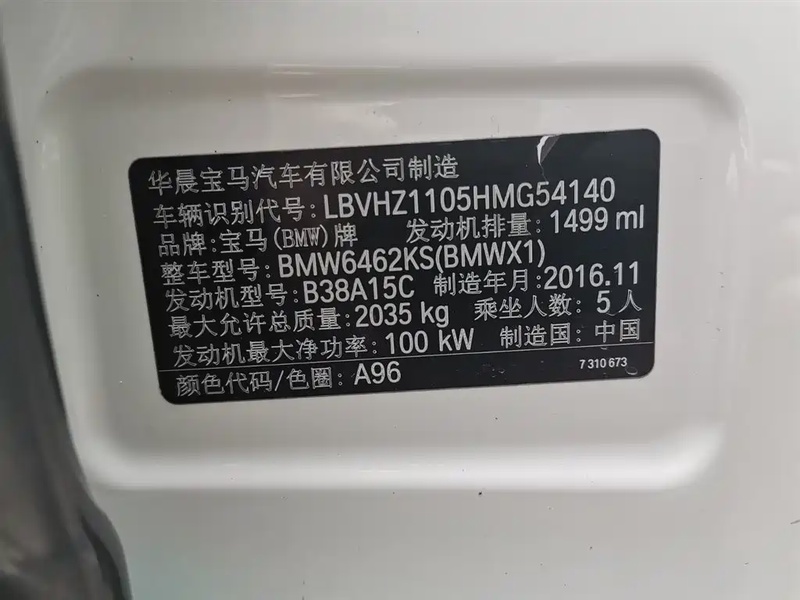 华晨宝马汽车有限公司制造
车辆识别代号: LBVHZ1105HMG54140
品牌: 宝马(BMW)牌 发动机排量: 1499 ml
整车型号: BMW6462KS(BMWX1)
发动机型号: B38A15C 制造年月: 2016.11
最大允许总质量: 2035 kg 乘坐人数: 5 人
发动机最大净功率: 100 kW 制造国: 中国
颜色代码/色圈: A96 7 310 673